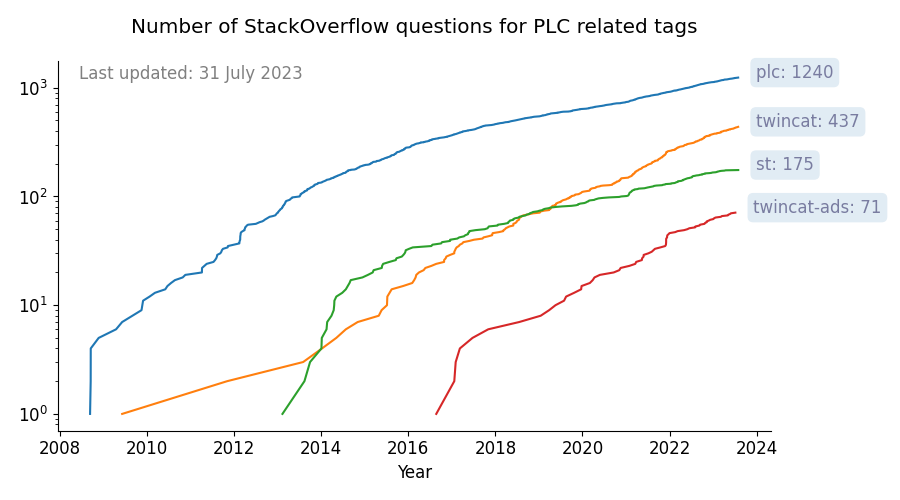 Number of StackOverflow questions for PLC related tags
Last updated: 31 July 2023
plc: 1240
twincat: 437
st: 175
twincat-ads: 71
10³
10²
10¹
10⁰
2008 2010 2012 2014 2016 2018 2020 2022 2024
Year